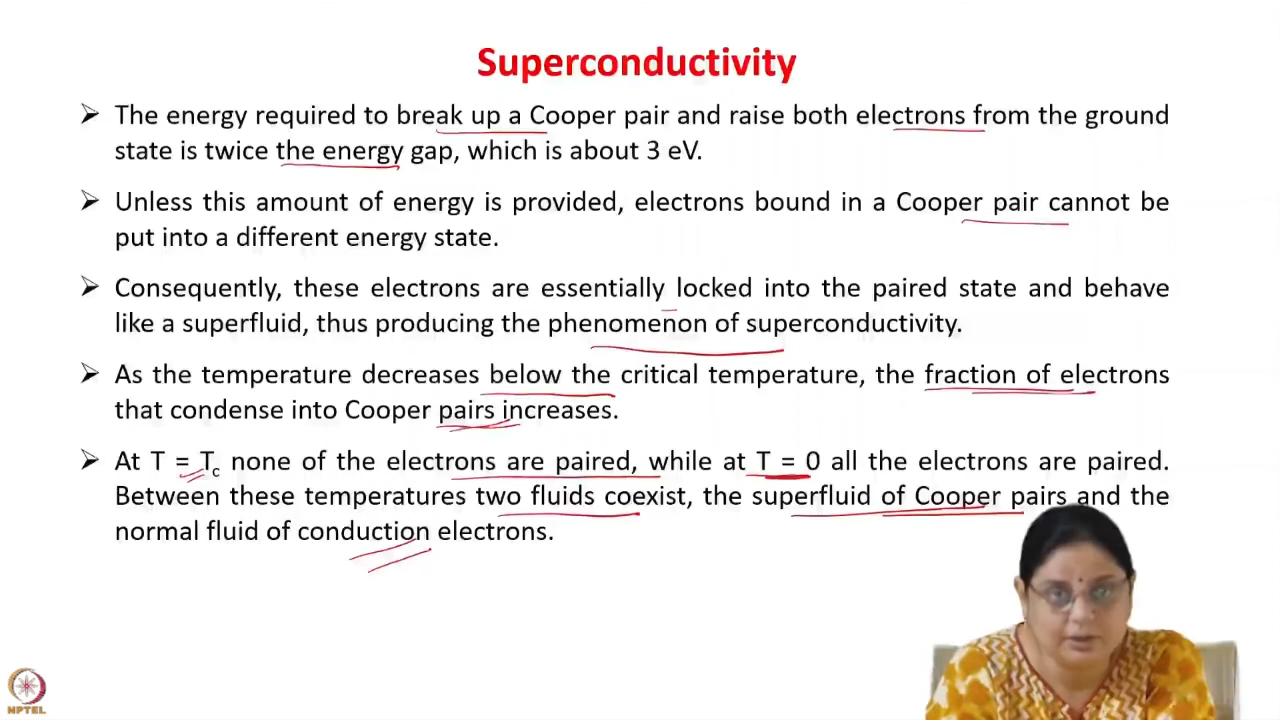 Superconductivity
➢ The energy required to break up a Cooper pair and raise both electrons from the ground
state is twice the energy gap, which is about 3 eV.
➢ Unless this amount of energy is provided, electrons bound in a Cooper pair cannot be
put into a different energy state.
➢ Consequently, these electrons are essentially locked into the paired state and behave
like a superfluid, thus producing the phenomenon of superconductivity.
➢ As the temperature decreases below the critical temperature, the fraction of electrons
that condense into Cooper pairs increases.
➢ At T = Tc none of the electrons are paired, while at T = 0 all the electrons are paired.
Between these temperatures two fluids coexist, the superfluid of Cooper pairs and the
normal fluid of conduction electrons.
NPTEL